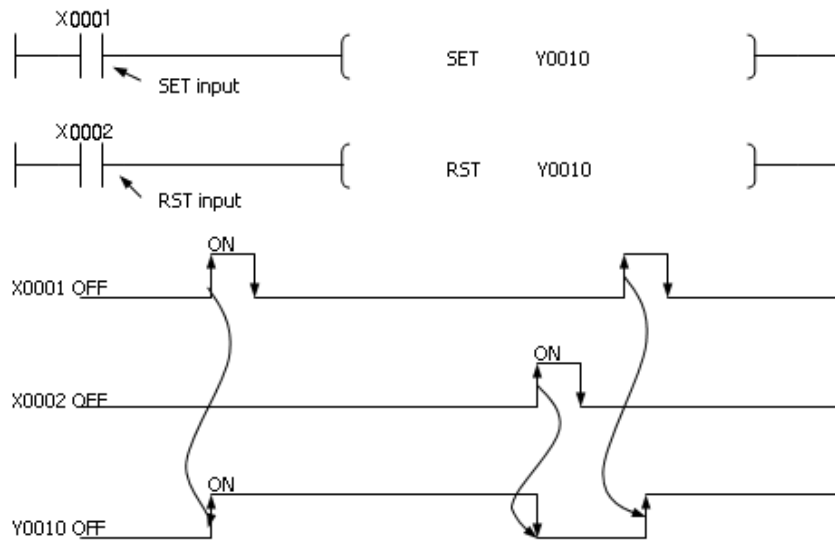 X0001
SET Y0010
SET input
X0002
RST Y0010
RST input
ON
X0001 OFF
ON
X0002 OFF
ON
Y0010 OFF